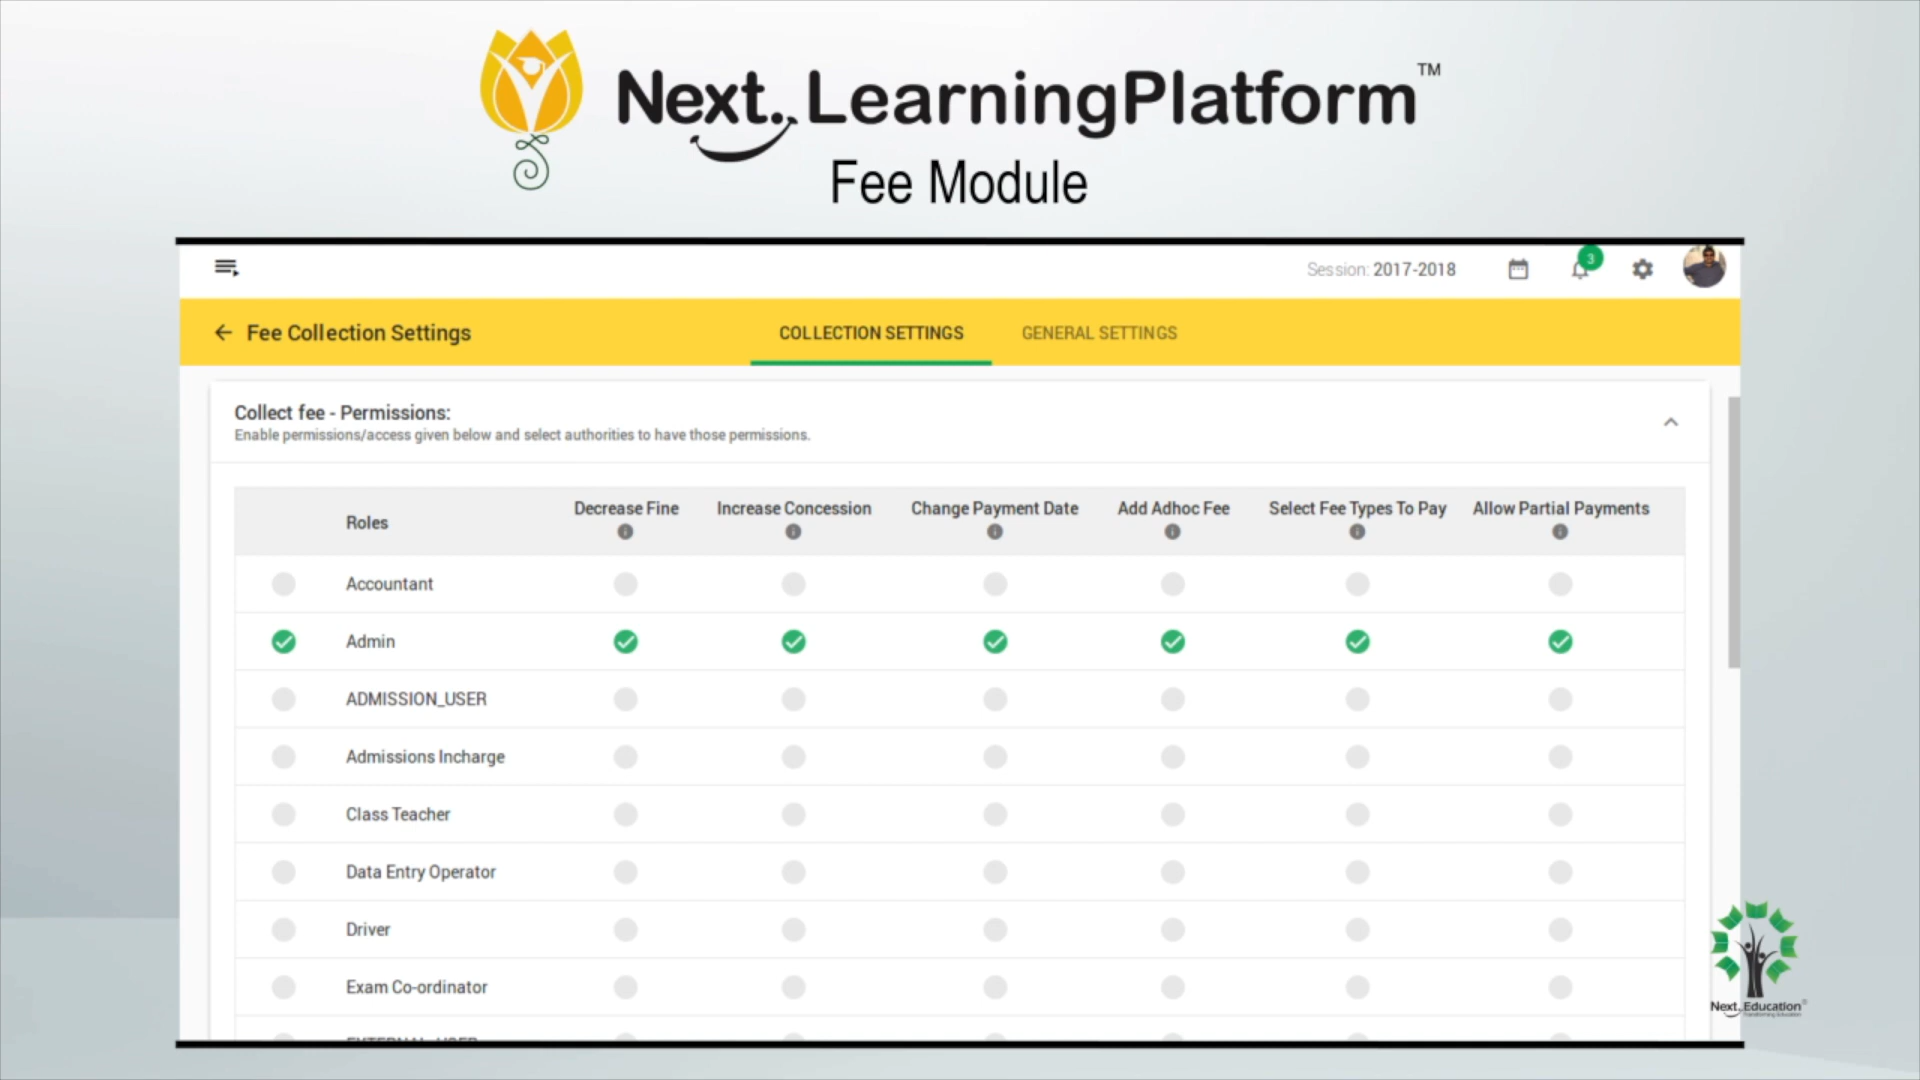 Next. LearningPlatform™
Fee Module
Session: 2017-2018
3
Fee Collection Settings
COLLECTION SETTINGS
GENERAL SETTINGS
Collect fee - Permissions:
Enable permissions/access given below and select authorities to have those permissions.
Roles
Decrease Fine
Increase Concession
Change Payment Date
Add Adhoc Fee
Select Fee Types To Pay
Allow Partial Payments
Accountant
Admin
ADMISSION_USER
Admissions Incharge
Class Teacher
Data Entry Operator
Driver
Exam Co-ordinator
Next Education